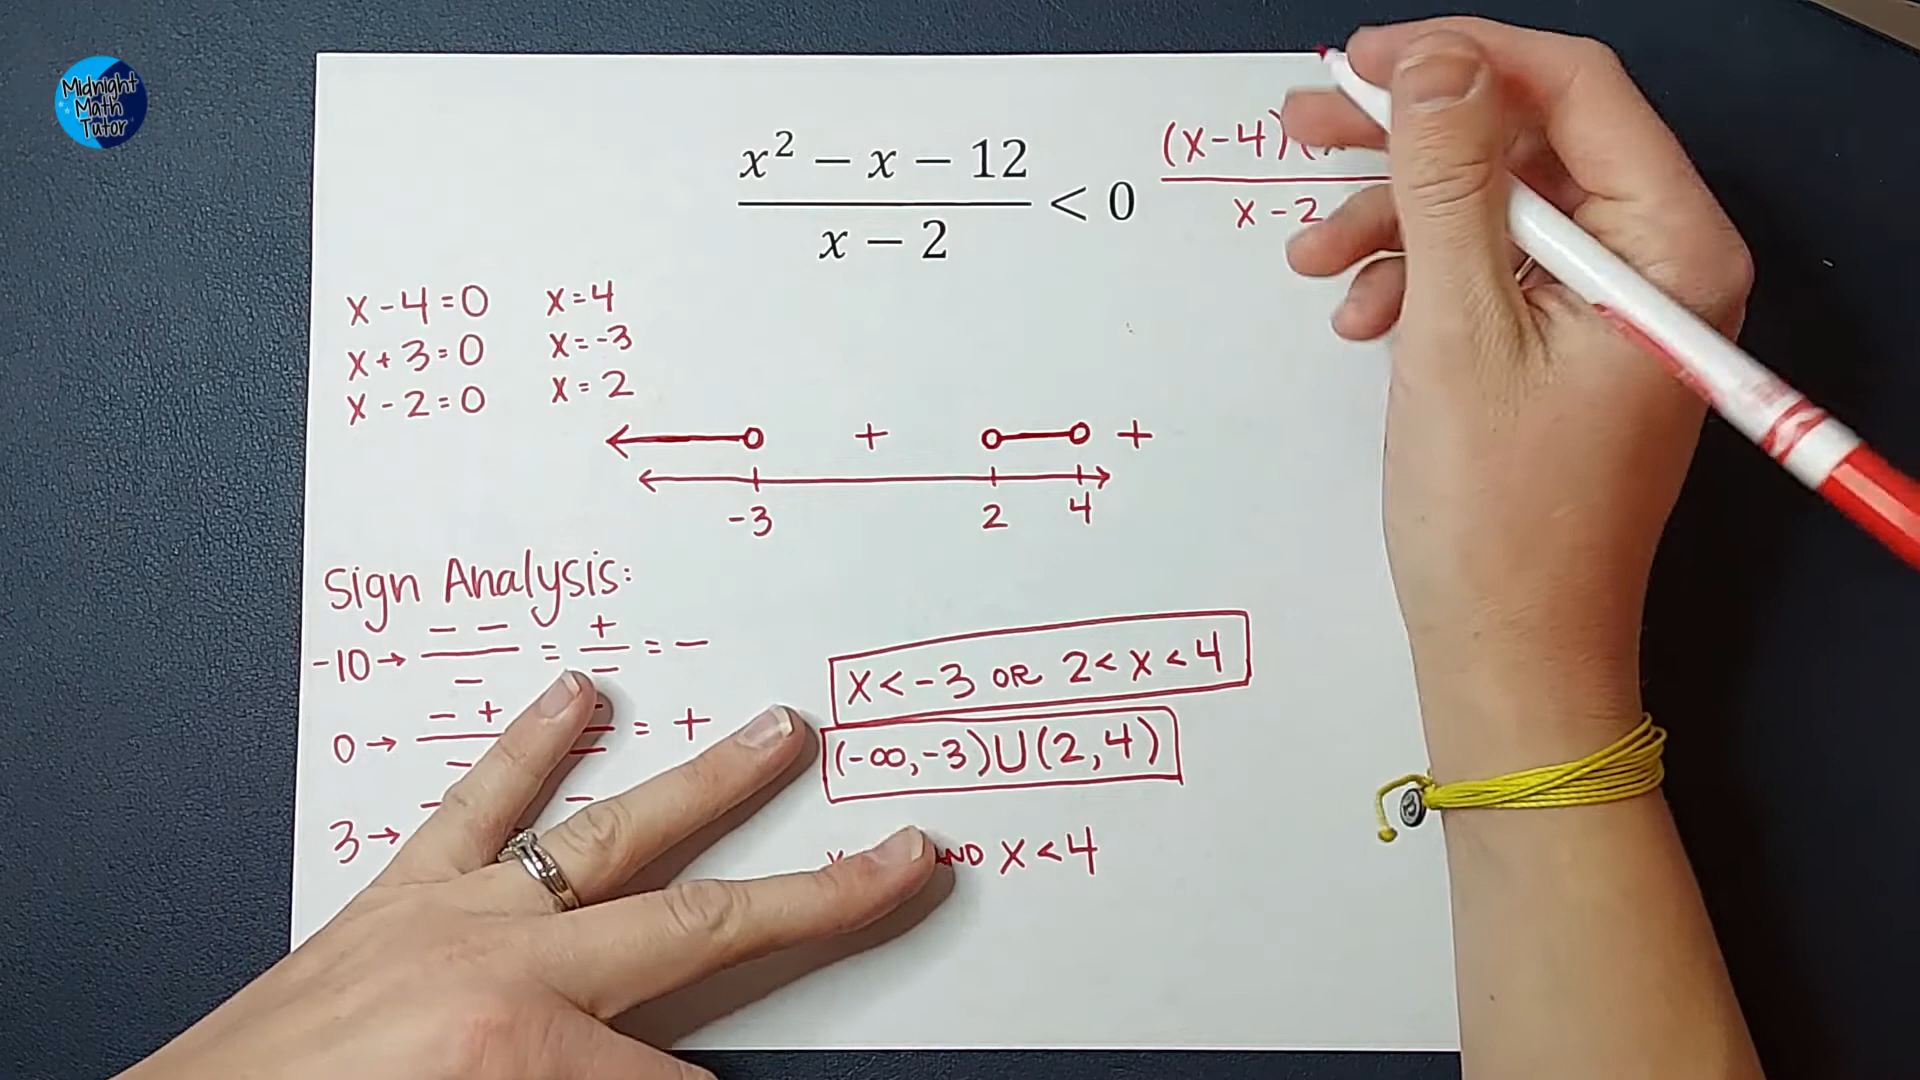 Midnight
Math
Tutor
x² − x − 12
x − 2
< 0
(x-4)(x
x-2
x-4=0 x=4
x+3=0 x=-3
x-2=0 x=2
+ +
-3 2 4
Sign Analysis:
- - +
-10→ = = -
- -
- +
0→ = +
-
- -
3→
x<-3 OR 2<x<4
(-∞,-3)∪(2,4)
AND x<4